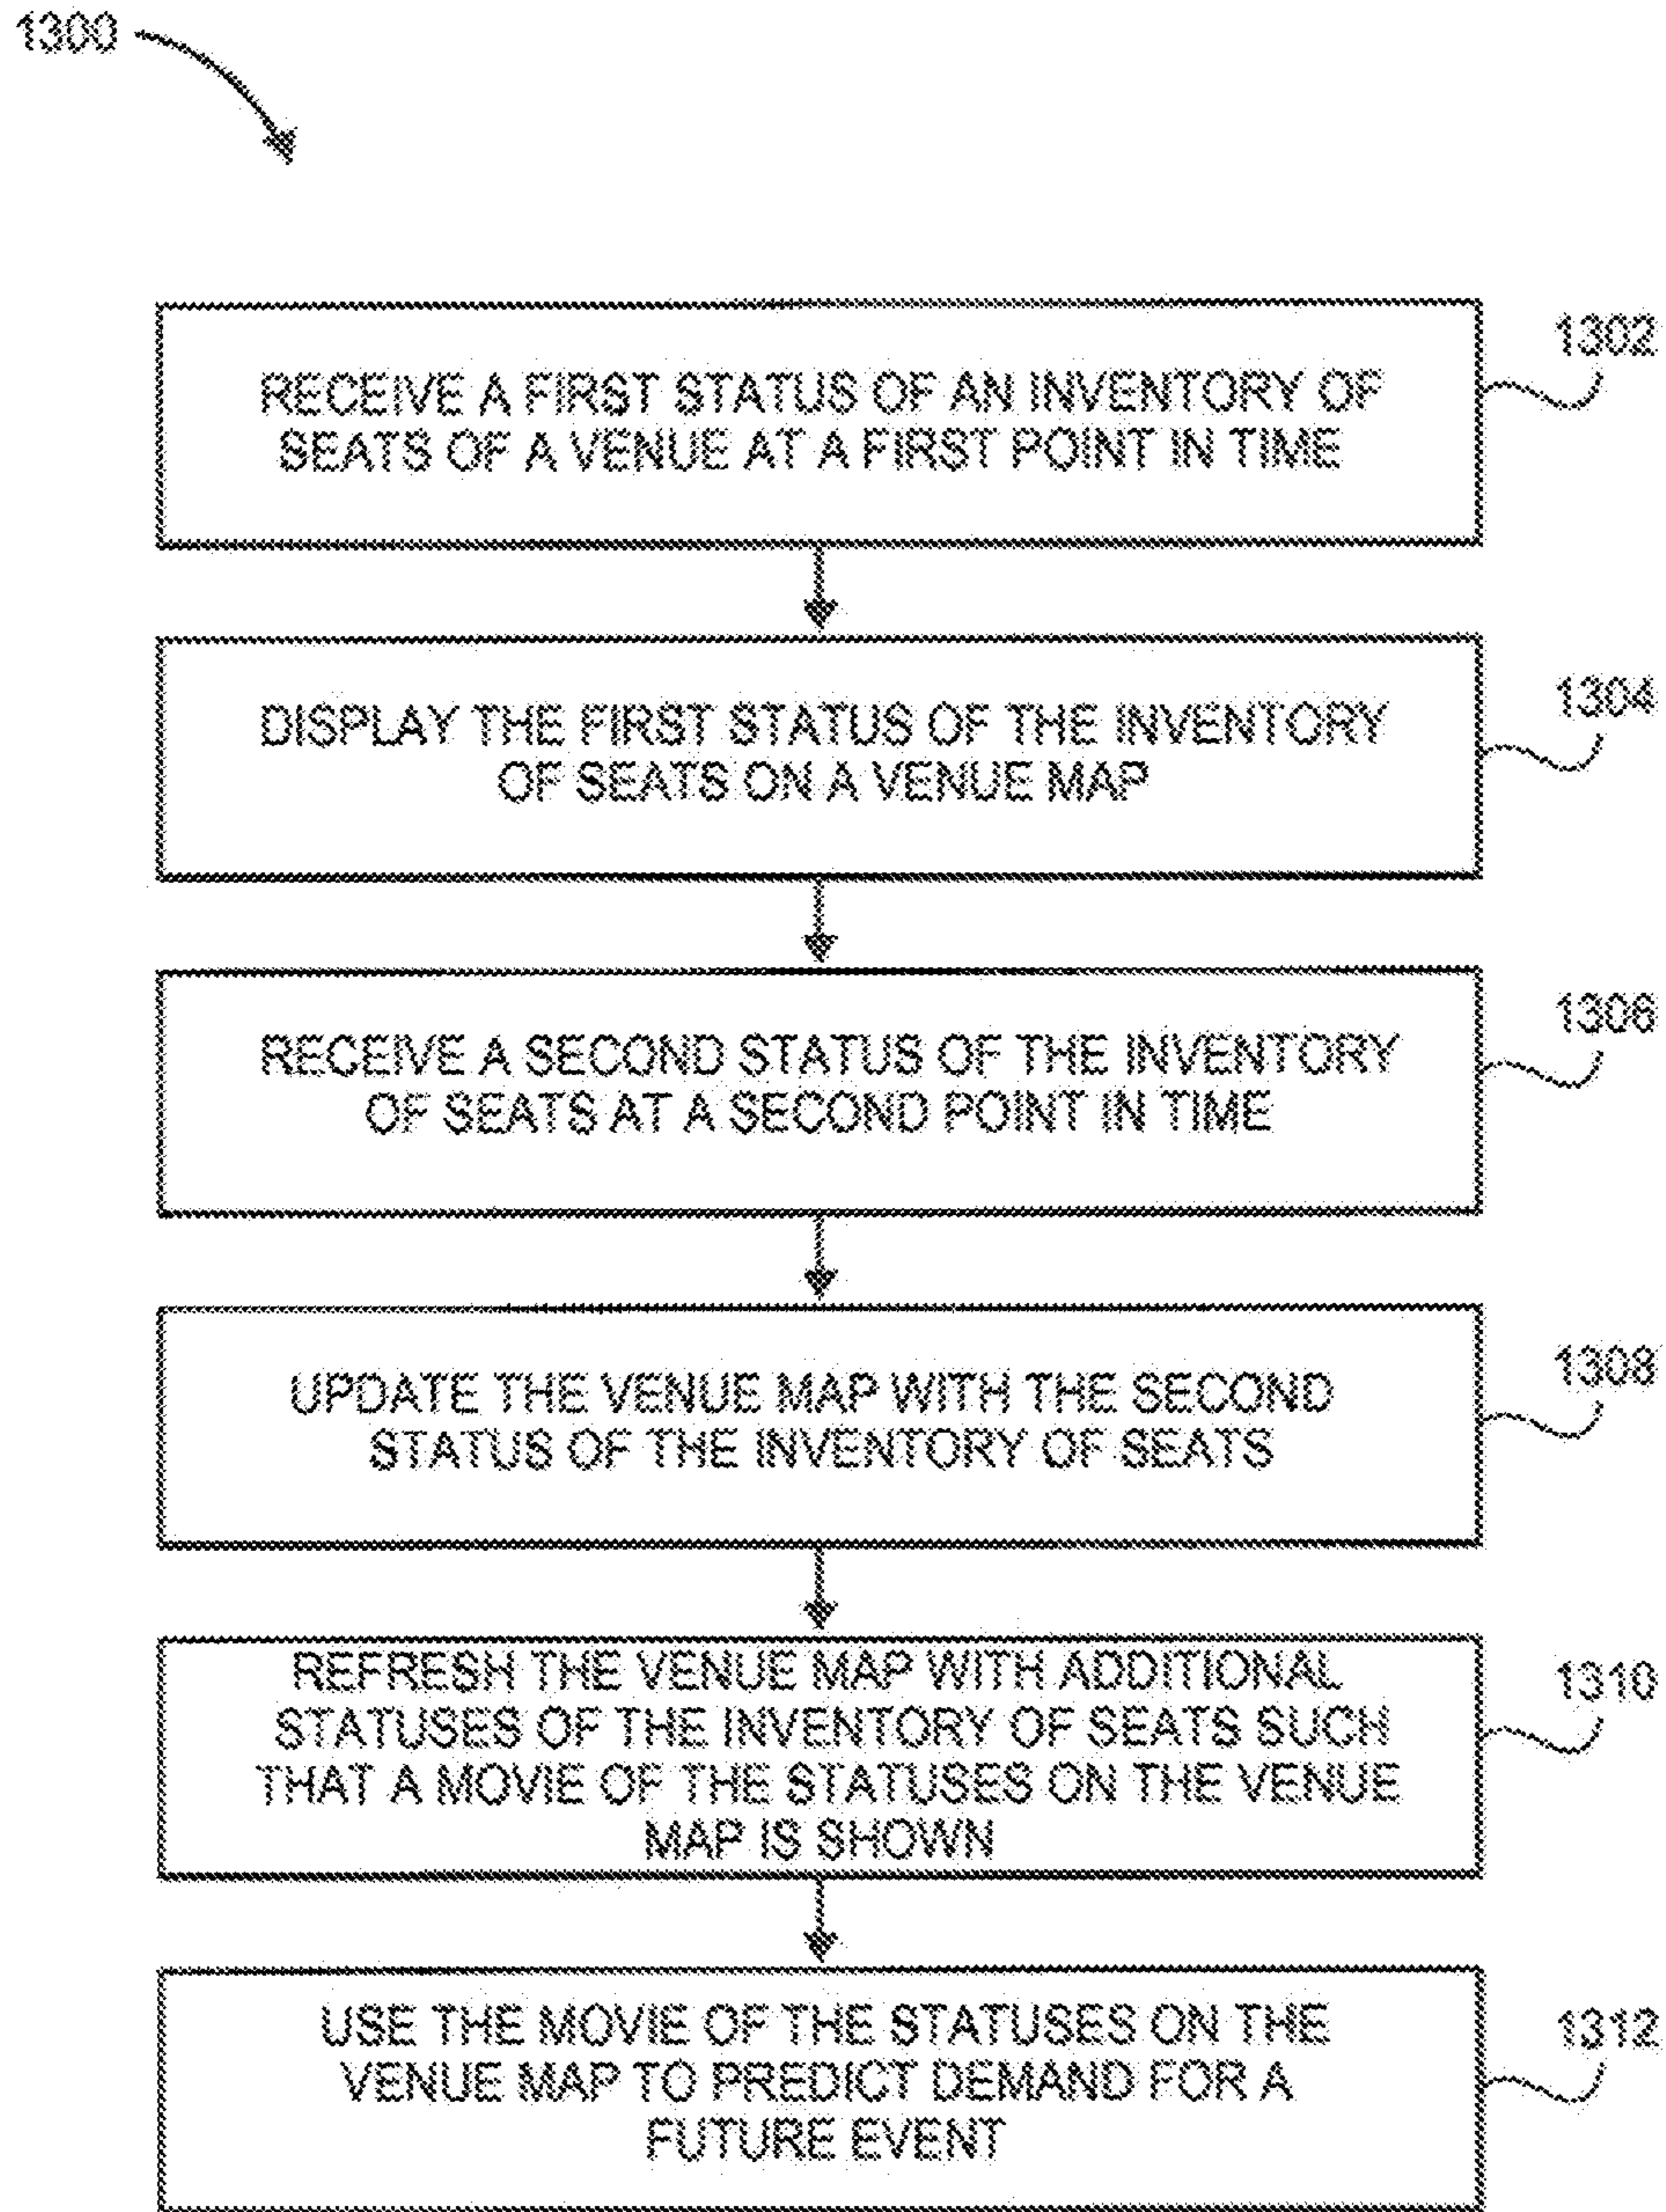 1300
RECEIVE A FIRST STATUS OF AN INVENTORY OF
SEATS OF A VENUE AT A FIRST POINT IN TIME
1302
DISPLAY THE FIRST STATUS OF THE INVENTORY
OF SEATS ON A VENUE MAP
1304
RECEIVE A SECOND STATUS OF THE INVENTORY
OF SEATS AT A SECOND POINT IN TIME
1306
UPDATE THE VENUE MAP WITH THE SECOND
STATUS OF THE INVENTORY OF SEATS
1308
REFRESH THE VENUE MAP WITH ADDITIONAL
STATUSES OF THE INVENTORY OF SEATS SUCH
THAT A MOVIE OF THE STATUSES ON THE VENUE
MAP IS SHOWN
1310
USE THE MOVIE OF THE STATUSES ON THE
VENUE MAP TO PREDICT DEMAND FOR A
FUTURE EVENT
1312